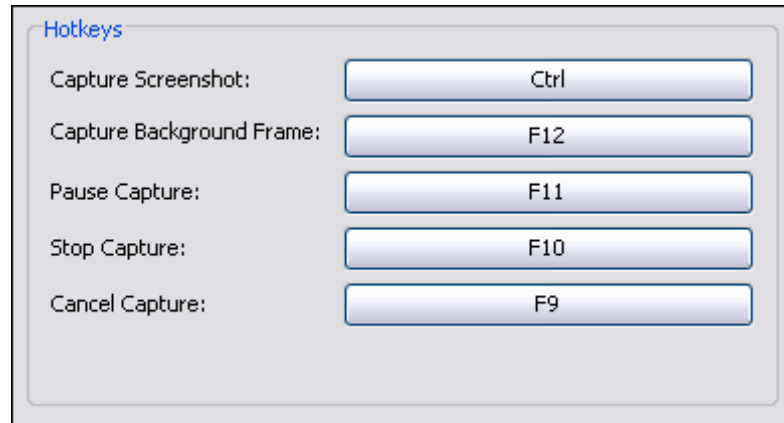 Hotkeys
Capture Screenshot: Ctrl
Capture Background Frame: F12
Pause Capture: F11
Stop Capture: F10
Cancel Capture: F9